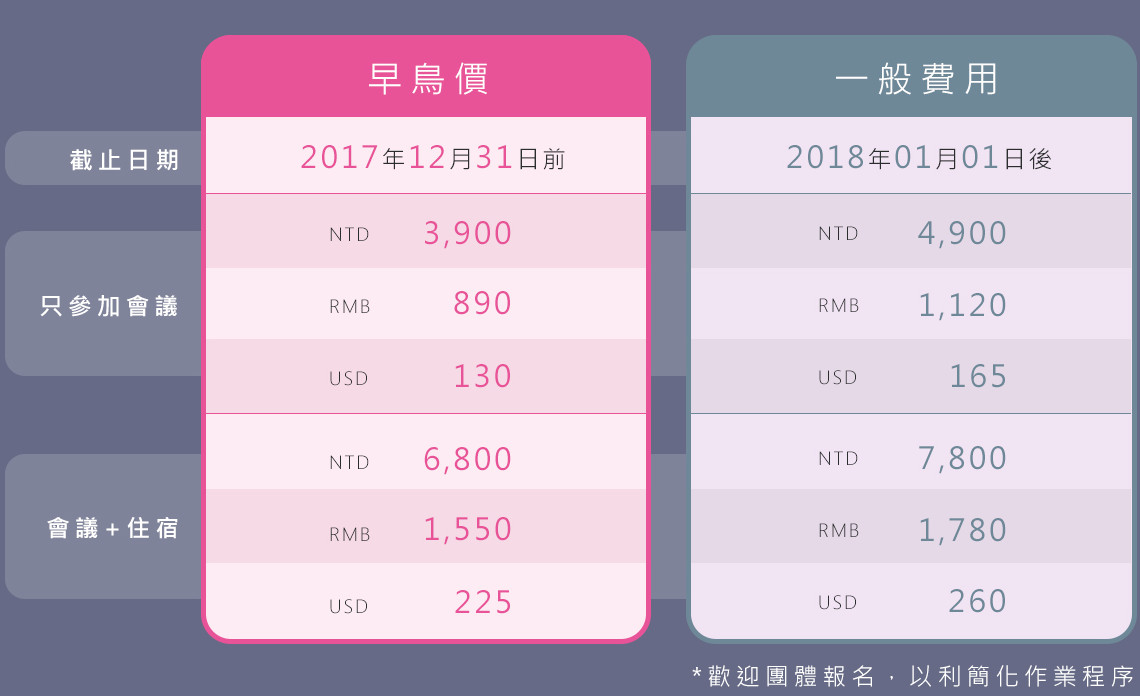 早鳥價 一般費用
截止日期 2017年12月31日前 2018年01月01日後
NTD 3,900 NTD 4,900
只參加會議 RMB 890 RMB 1,120
USD 130 USD 165
NTD 6,800 NTD 7,800
會議+住宿 RMB 1,550 RMB 1,780
USD 225 USD 260
*歡迎團體報名，以利簡化作業程序